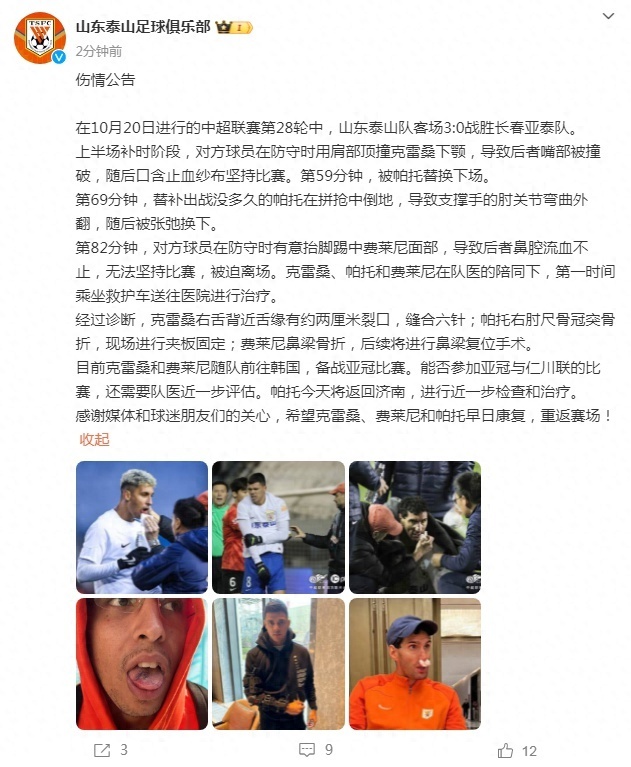 TSFC
山东泰山足球俱乐部
I
2分钟前
伤情公告
在10月20日进行的中超联赛第28轮中，山东泰山队客场3:0战胜长春亚泰队。
上半场补时阶段，对方球员在防守时用肩部顶撞克雷桑下颚，导致后者嘴部被撞
破，随后口含止血纱布坚持比赛。第59分钟，被帕托替换下场。
第69分钟，替补出战没多久的帕托在拼抢中倒地，导致支撑手的肘关节弯曲外
翻，随后被张弛换下。
第82分钟，对方球员在防守时有意抬脚踢中费莱尼面部，导致后者鼻腔流血不
止，无法坚持比赛，被迫离场。克雷桑、帕托和费莱尼在队医的陪同下，第一时间
乘坐救护车送往医院进行治疗。
经过诊断，克雷桑右舌背近舌缘有约两厘米裂口，缝合六针；帕托右肘尺骨冠突骨
折，现场进行夹板固定；费莱尼鼻梁骨折，后续将进行鼻梁复位手术。
目前克雷桑和费莱尼随队前往韩国，备战亚冠比赛。能否参加亚冠与仁川联的比
赛，还需要队医近一步评估。帕托今天将返回济南，进行近一步检查和治疗。
感谢媒体和球迷朋友们的关心，希望克雷桑、费莱尼和帕托早日康复，重返赛场！
收起
6
8
3
9
12